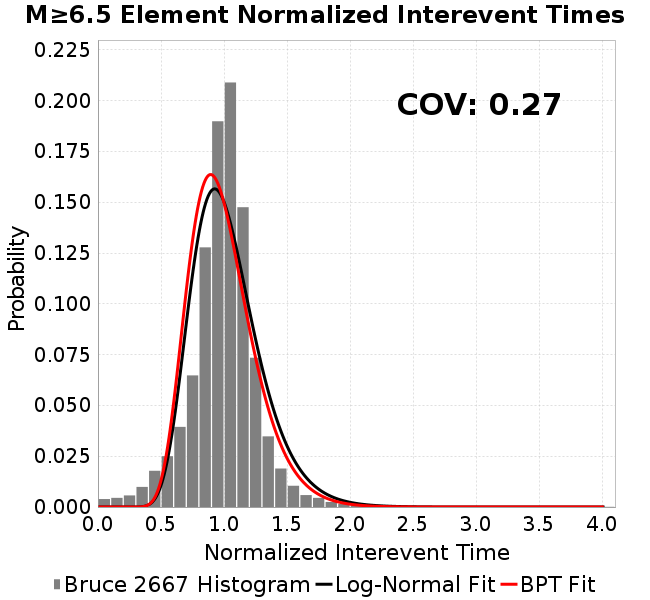 M≥6.5 Element Normalized Interevent Times
COV: 0.27
Probability
0.225
0.200
0.175
0.150
0.125
0.100
0.075
0.050
0.025
0.000
0.0 0.5 1.0 1.5 2.0 2.5 3.0 3.5 4.0
Normalized Interevent Time
Bruce 2667 Histogram Log-Normal Fit BPT Fit